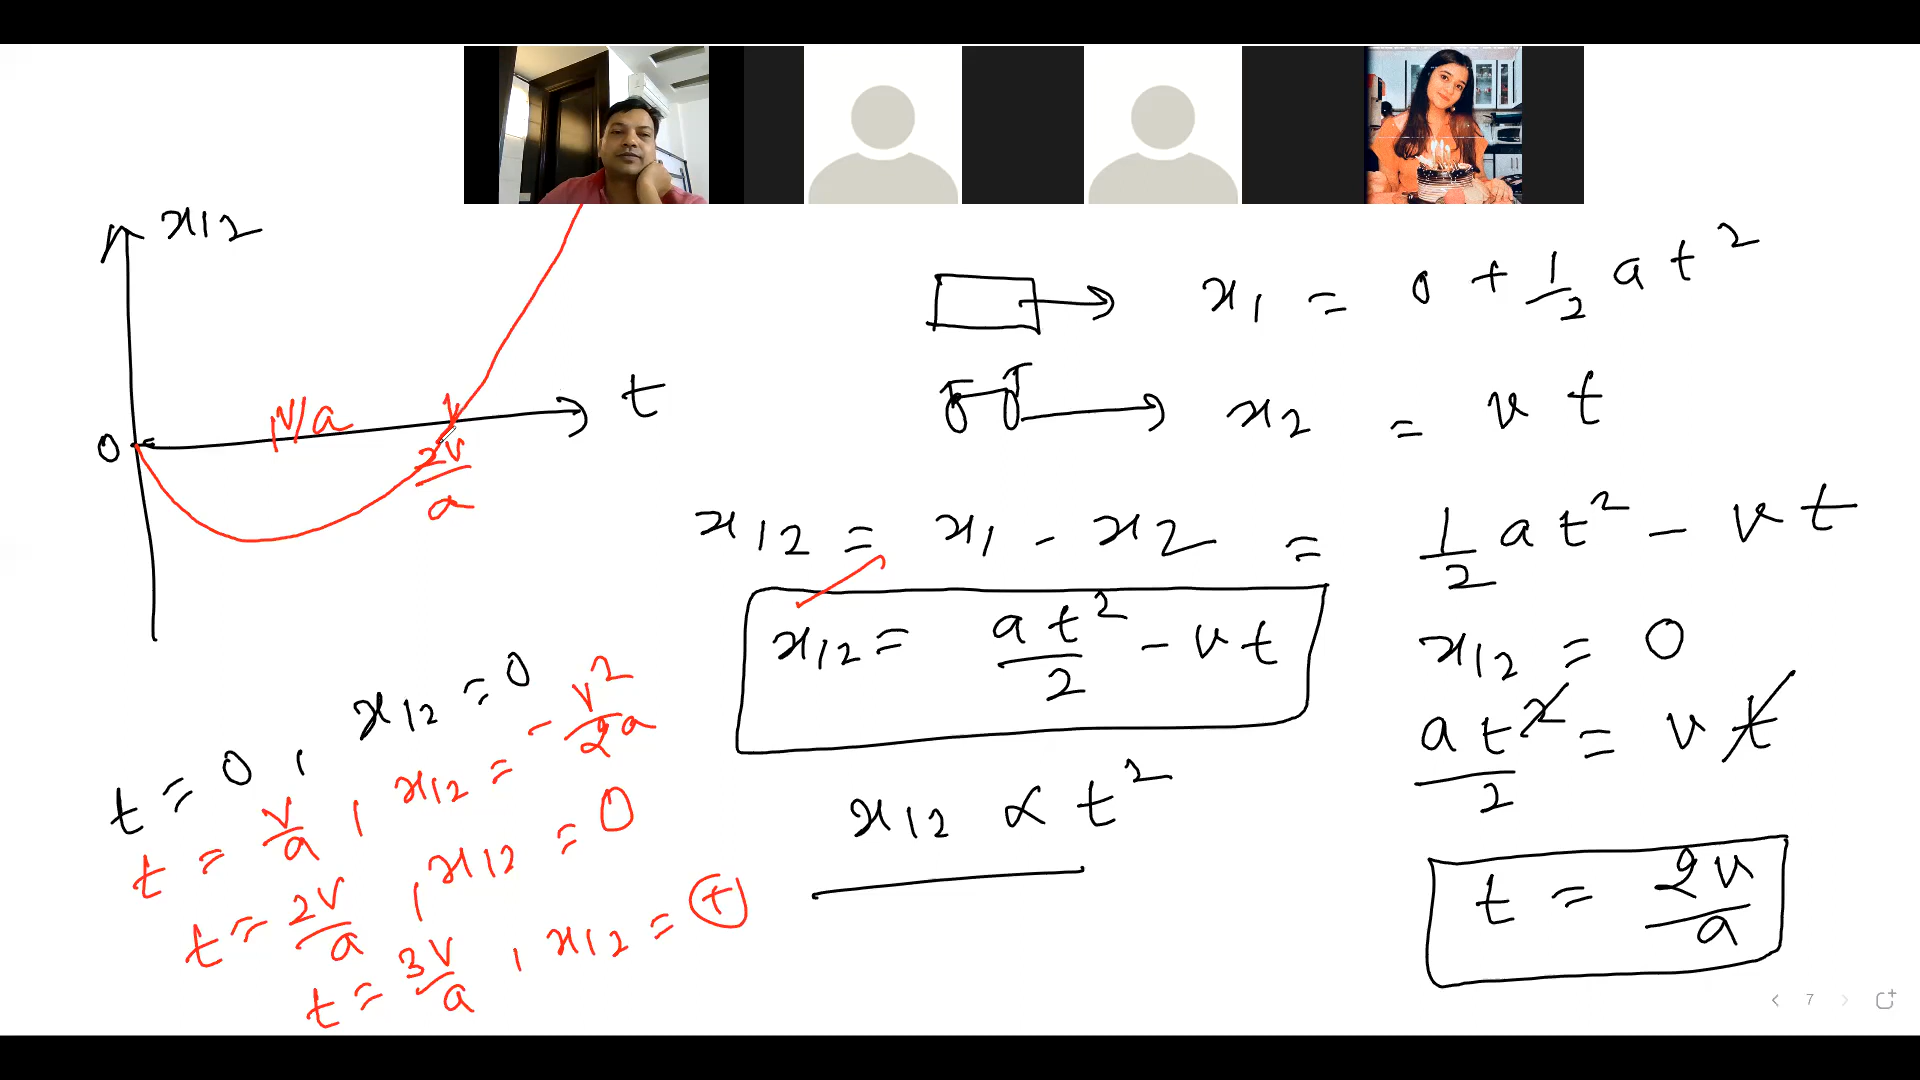 x12
t
0
v/a
2v/a
x1 = 0 + 1/2 at²
x2 = vt
x12 = x1 - x2 = 1/2 at² - vt
x12 = at²/2 - vt
x12 = 0
at²/2 = vt
x12 ∝ t²
t = 2v/a
t = 0, x12 = 0
t = v/a, x12 = -v²/2a
t = 2v/a, x12 = 0
t = 3v/a, x12 = +
7